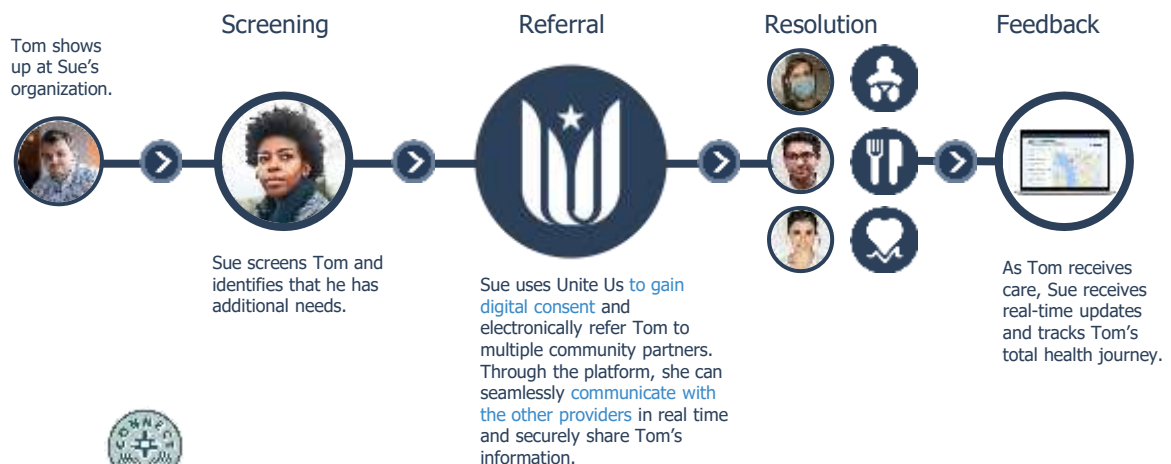 Screening
Referral
Resolution
Feedback
Tom shows
up at Sue's
organization.
Sue screens Tom and
identifies that he has
additional needs.
Sue uses Unite Us to gain
digital consent and
electronically refer Tom to
multiple community partners.
Through the platform, she can
seamlessly communicate with
the other providers in real time
and securely share Tom's
information.
As Tom receives
care, Sue receives
real-time updates
and tracks Tom's
total health journey.
CONNECT